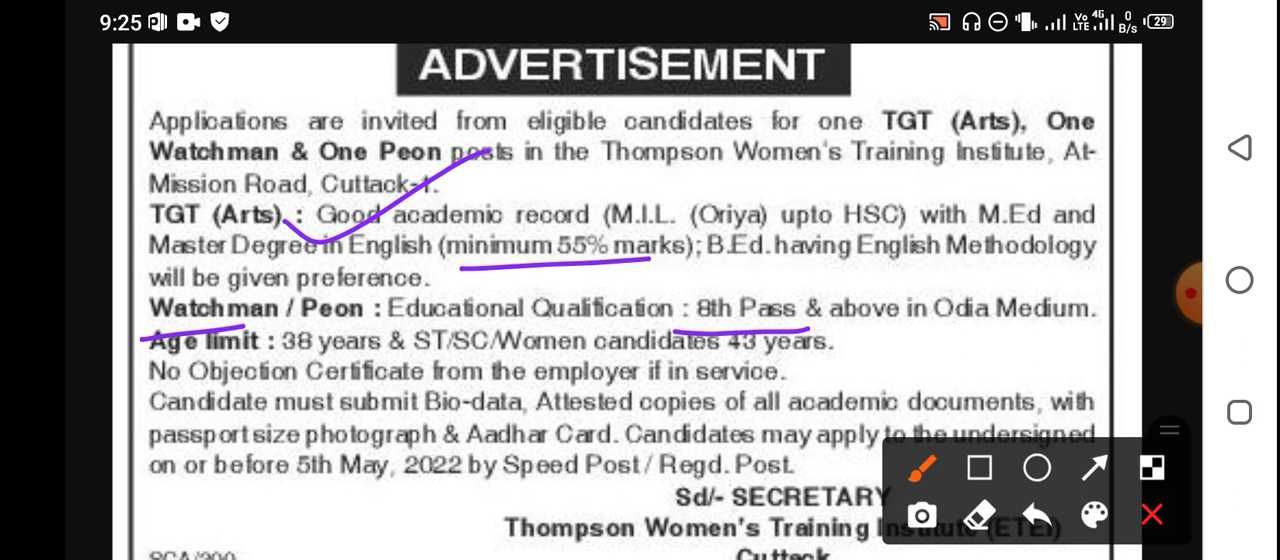 9:25 Vo LTE 4G 0 B/s 29
ADVERTISEMENT
Applications are invited from eligible candidates for one TGT (Arts), One
Watchman & One Peon posts in the Thompson Women's Training Institute, At-
Mission Road, Cuttack-1.
TGT (Arts) : Good academic record (M.I.L. (Oriya) upto HSC) with M.Ed and
Master Degree in English (minimum 55% marks); B.Ed. having English Methodology
will be given preference.
Watchman / Peon : Educational Qualification : 8th Pass & above in Odia Medium.
Age limit : 38 years & ST/SC/Women candidates 43 years.
No Objection Certificate from the employer if in service.
Candidate must submit Bio-data, Attested copies of all academic documents, with
passport size photograph & Aadhar Card. Candidates may apply to the undersigned
on or before 5th May, 2022 by Speed Post / Regd. Post.
Sd/- SECRETARY
Thompson Women's Training Institute (ETEI)
Cuttack